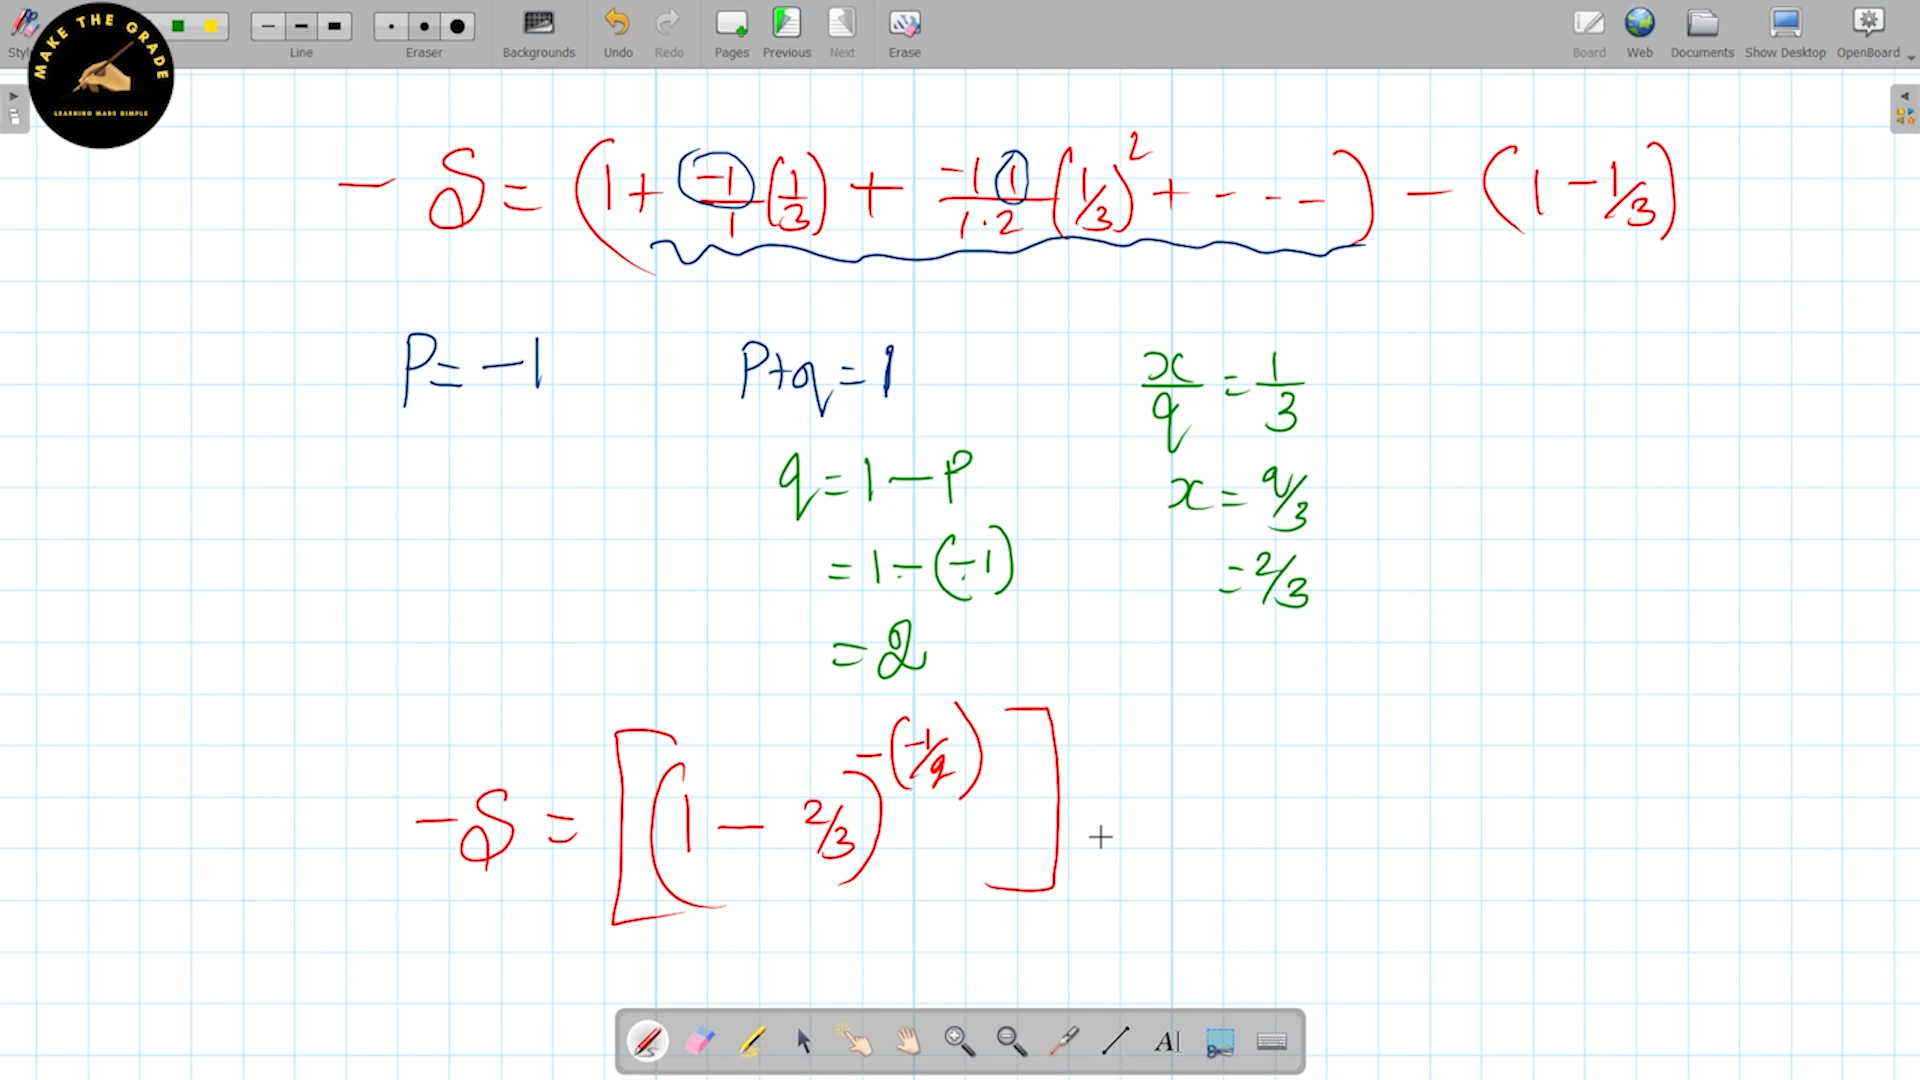 MAKE THE GRADE
LEARNING MADE SIMPLE
Line
Eraser
Backgrounds
Undo
Redo
Pages
Previous
Next
Erase
Board
Web
Documents
Show Desktop
OpenBoard
- S = (1 + -1/1 (1/3) + -1 1/1·2 (1/3)² + - - - - ) - (1 - 1/3)
P = -1
P+q = 1
x/q = 1/3
q = 1 - P
x = q/3
= 1 - (-1)
= 2/3
= 2
-S = [(1 - 2/3)^-(-1/q)]
AI